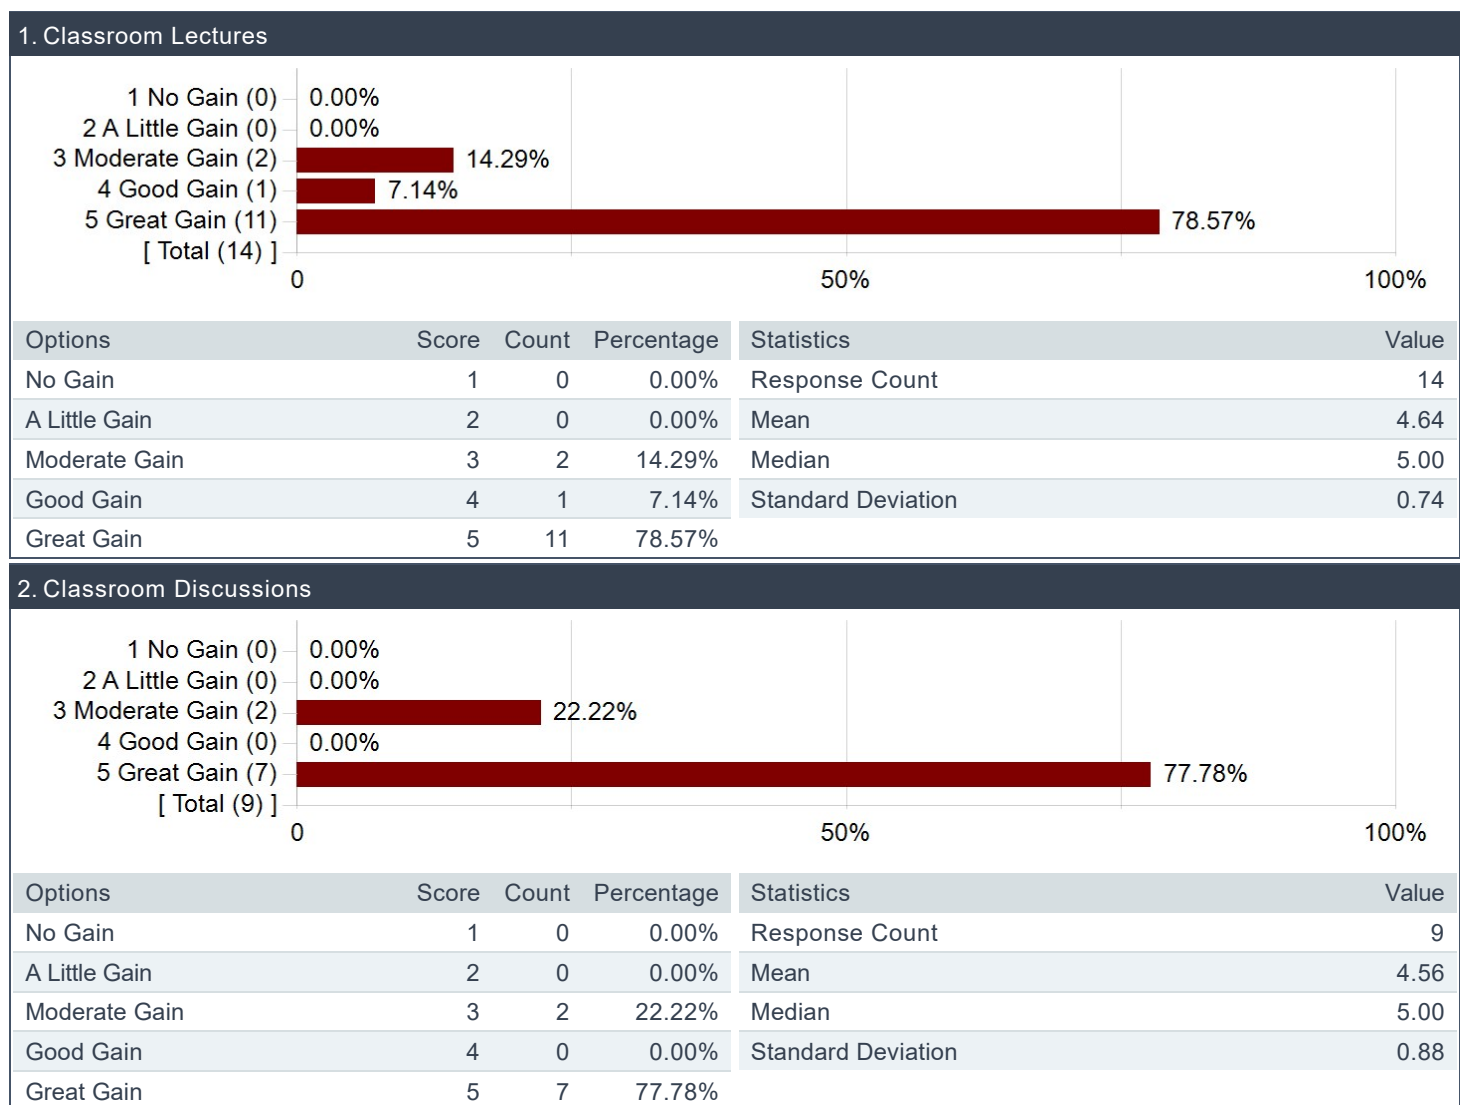 1. Classroom Lectures
1 No Gain (0) 0.00%
2 A Little Gain (0) 0.00%
3 Moderate Gain (2) 14.29%
4 Good Gain (1) 7.14%
5 Great Gain (11) 78.57%
[ Total (14) ]
0 50% 100%
Options Score Count Percentage Statistics Value
No Gain 1 0 0.00% Response Count 14
A Little Gain 2 0 0.00% Mean 4.64
Moderate Gain 3 2 14.29% Median 5.00
Good Gain 4 1 7.14% Standard Deviation 0.74
Great Gain 5 11 78.57%
2. Classroom Discussions
1 No Gain (0) 0.00%
2 A Little Gain (0) 0.00%
3 Moderate Gain (2) 22.22%
4 Good Gain (0) 0.00%
5 Great Gain (7) 77.78%
[ Total (9) ]
0 50% 100%
Options Score Count Percentage Statistics Value
No Gain 1 0 0.00% Response Count 9
A Little Gain 2 0 0.00% Mean 4.56
Moderate Gain 3 2 22.22% Median 5.00
Good Gain 4 0 0.00% Standard Deviation 0.88
Great Gain 5 7 77.78%